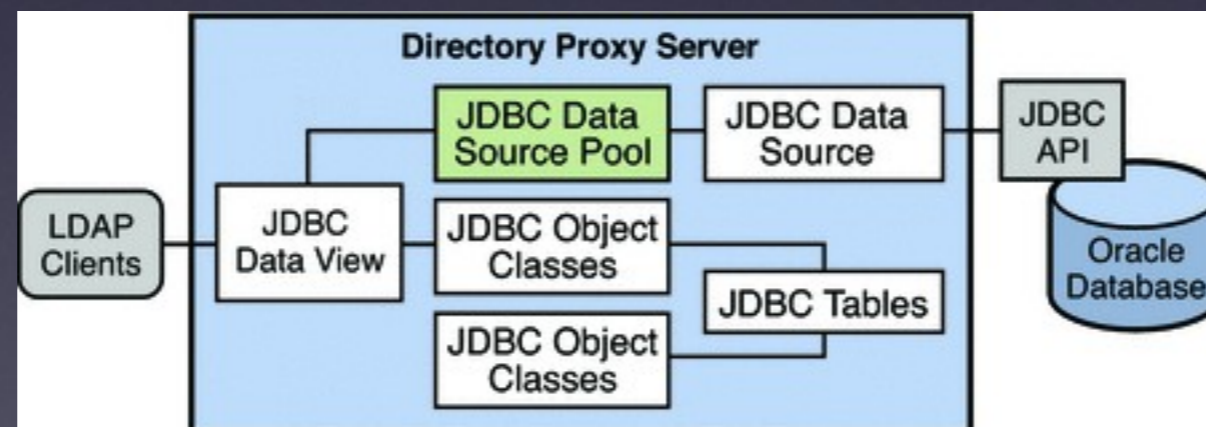 Directory Proxy Server
JDBC Data
Source Pool
JDBC Data
Source
JDBC
API
LDAP
Clients
JDBC
Data View
JDBC Object
Classes
JDBC Tables
Oracle
Database
JDBC Object
Classes